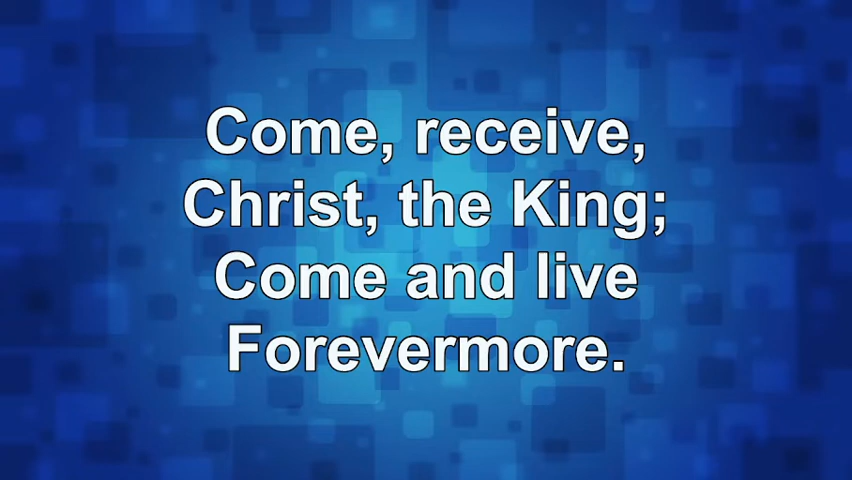 Come, receive,
Christ, the King;
Come and live
Forevermore.